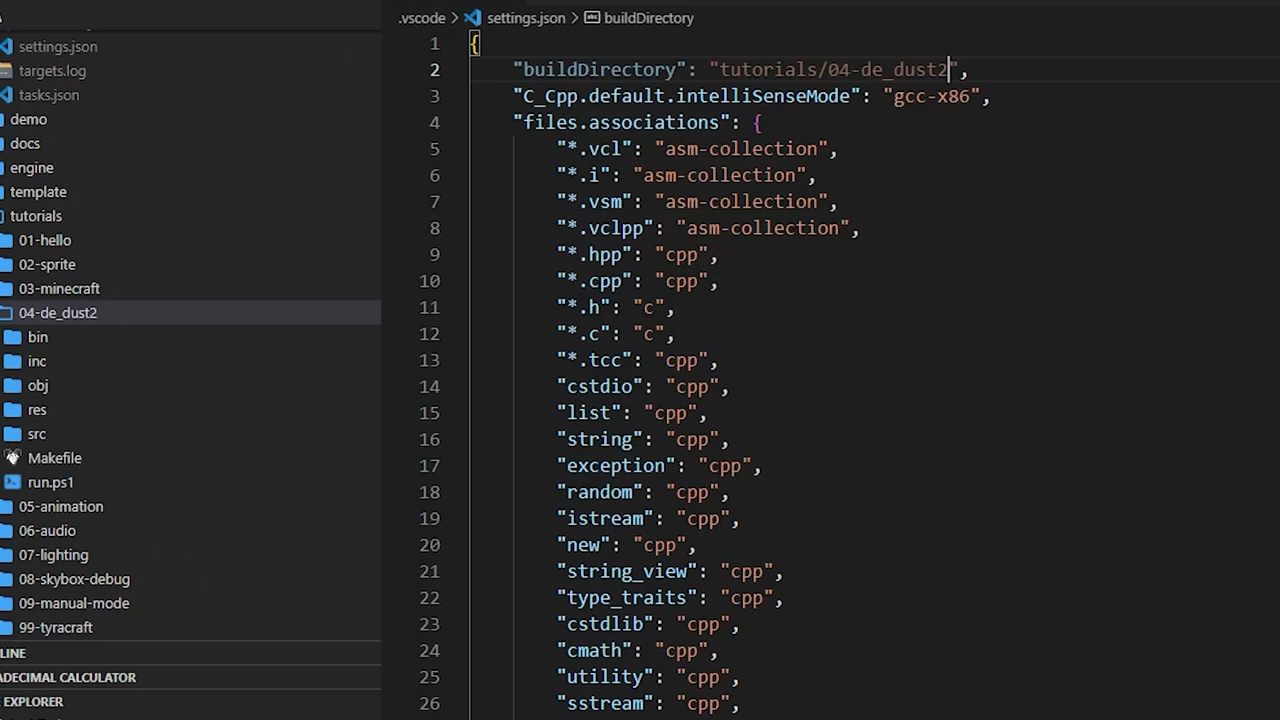 settings.json
targets.log
tasks.json
demo
docs
engine
template
tutorials
01-hello
02-sprite
03-minecraft
04-de_dust2
bin
inc
obj
res
src
Makefile
run.ps1
05-animation
06-audio
07-lighting
08-skybox-debug
09-manual-mode
99-tyracraft
LINE
ADECIMAL CALCULATOR
EXPLORER
.vscode > settings.json > buildDirectory
1 {
2 "buildDirectory": "tutorials/04-de_dust2",
3 "C_Cpp.default.intelliSenseMode": "gcc-x86",
4 "files.associations": {
5 "*.vcl": "asm-collection",
6 "*.i": "asm-collection",
7 "*.vsm": "asm-collection",
8 "*.vclpp": "asm-collection",
9 "*.hpp": "cpp",
10 "*.cpp": "cpp",
11 "*.h": "c",
12 "*.c": "c",
13 "*.tcc": "cpp",
14 "cstdio": "cpp",
15 "list": "cpp",
16 "string": "cpp",
17 "exception": "cpp",
18 "random": "cpp",
19 "istream": "cpp",
20 "new": "cpp",
21 "string_view": "cpp",
22 "type_traits": "cpp",
23 "cstdlib": "cpp",
24 "cmath": "cpp",
25 "utility": "cpp",
26 "sstream": "cpp",